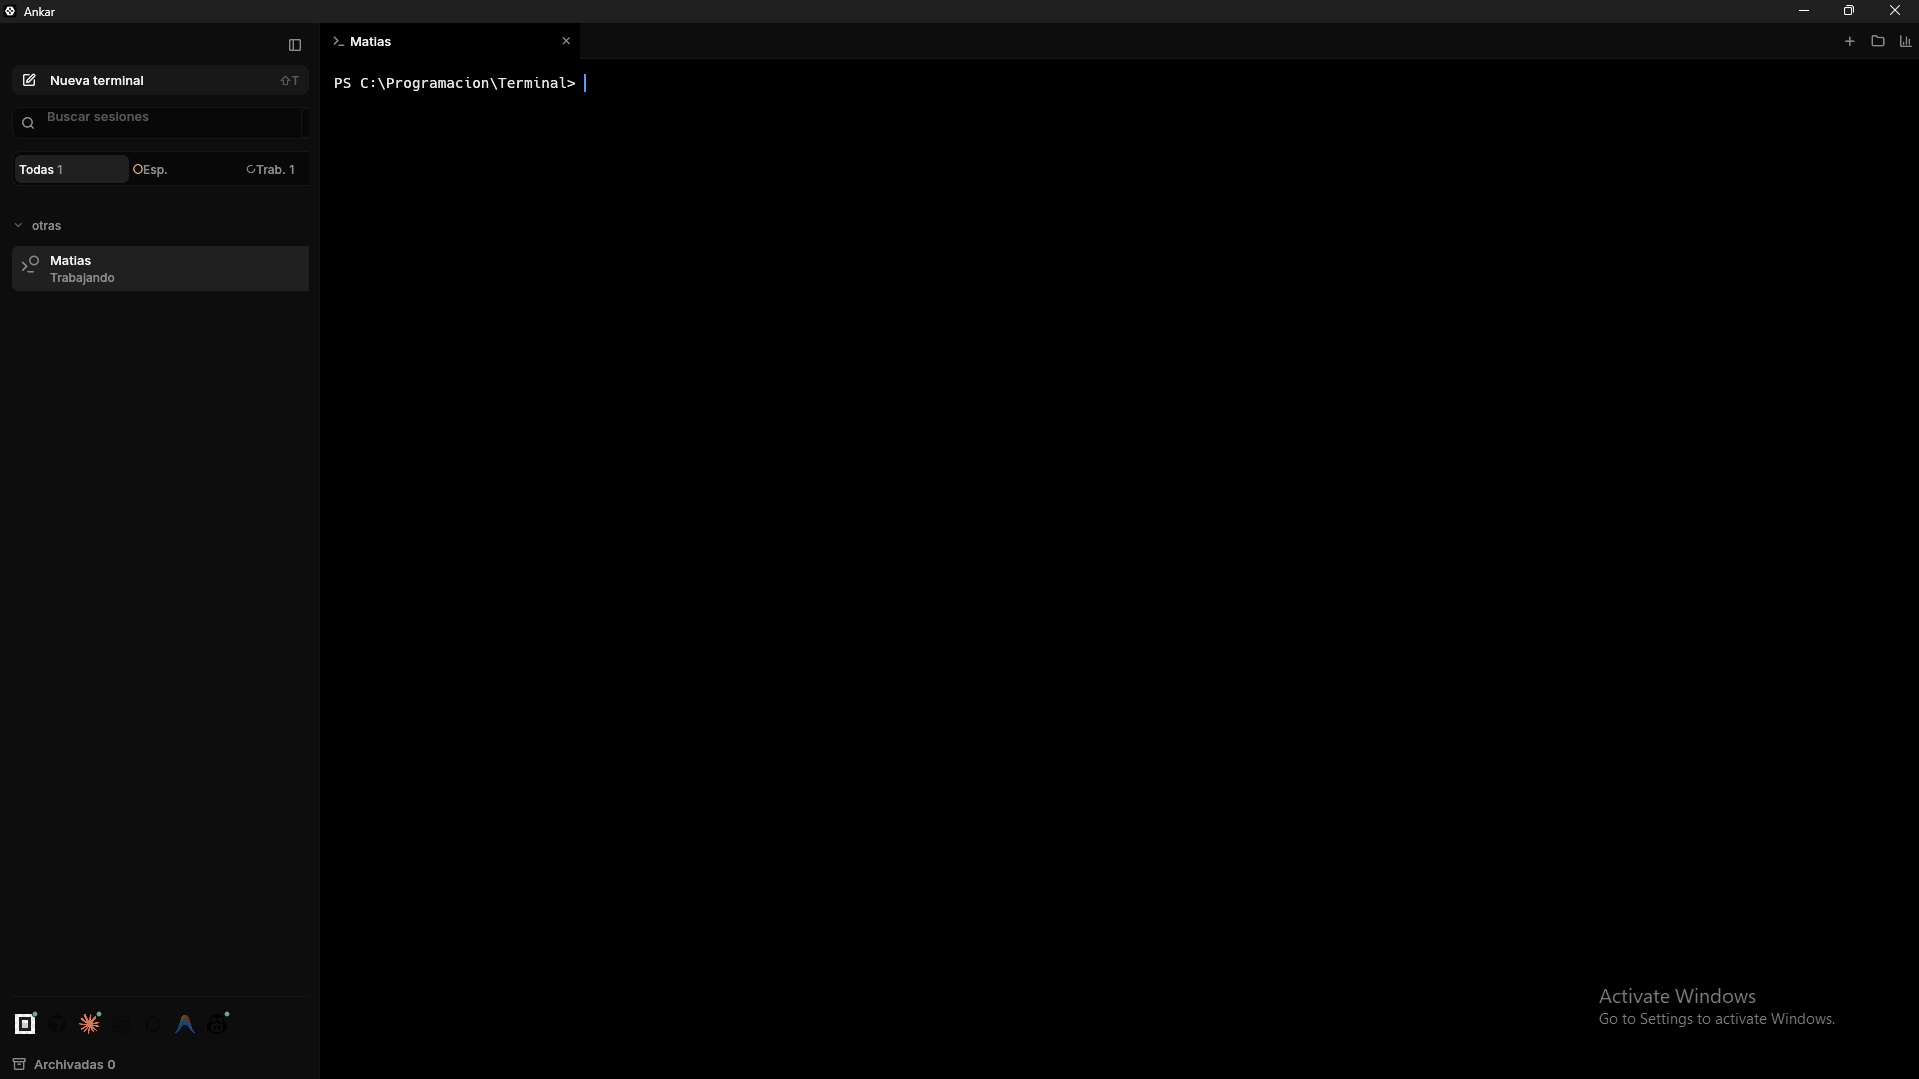 Ankar
Matias
Nueva terminal ⇧T
PS C:\Programacion\Terminal>
Buscar sesiones
Todas 1 Esp. Trab. 1
otras
Matias
Trabajando
Activate Windows
Go to Settings to activate Windows.
Archivadas 0